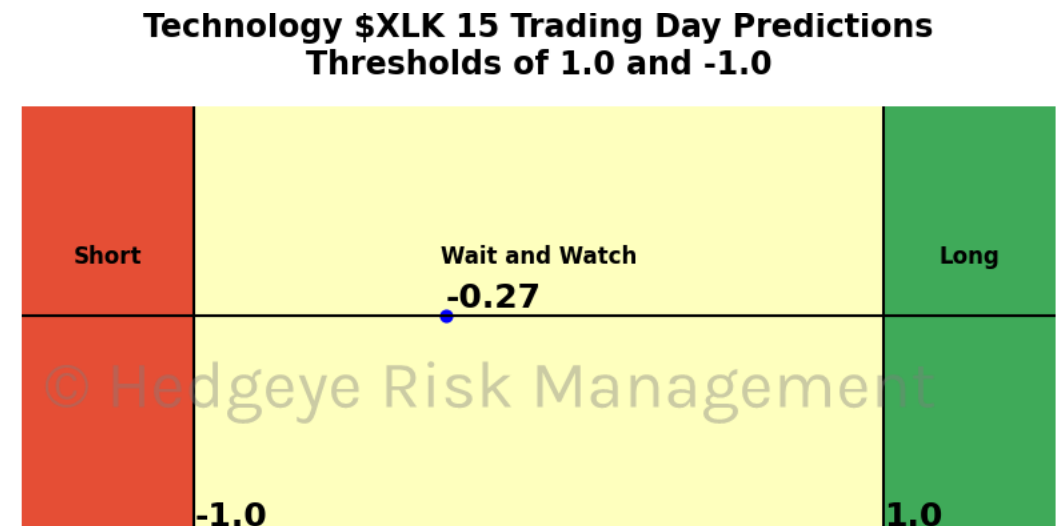 Technology $XLK 15 Trading Day Predictions
Thresholds of 1.0 and -1.0
Short
Wait and Watch
Long
-0.27
© Hedgeye Risk Management
-1.0
1.0